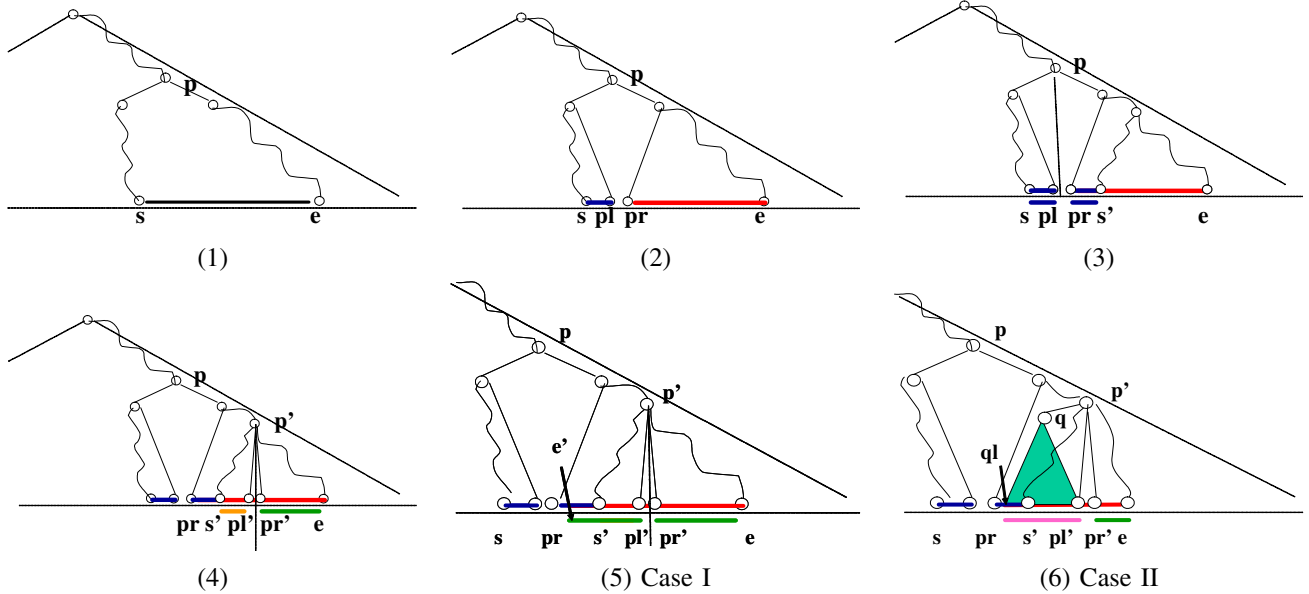 p
s e
(1)
p
s pl pr e
(2)
p
s pl pr s’ e
(3)
p
p’
pr s’ pl’ pr’ e
(4)
p
p’
e’
s pr s’ pl’ pr’ e
(5) Case I
p
p’
q
ql
s pr s’ pl’ pr’ e
(6) Case II